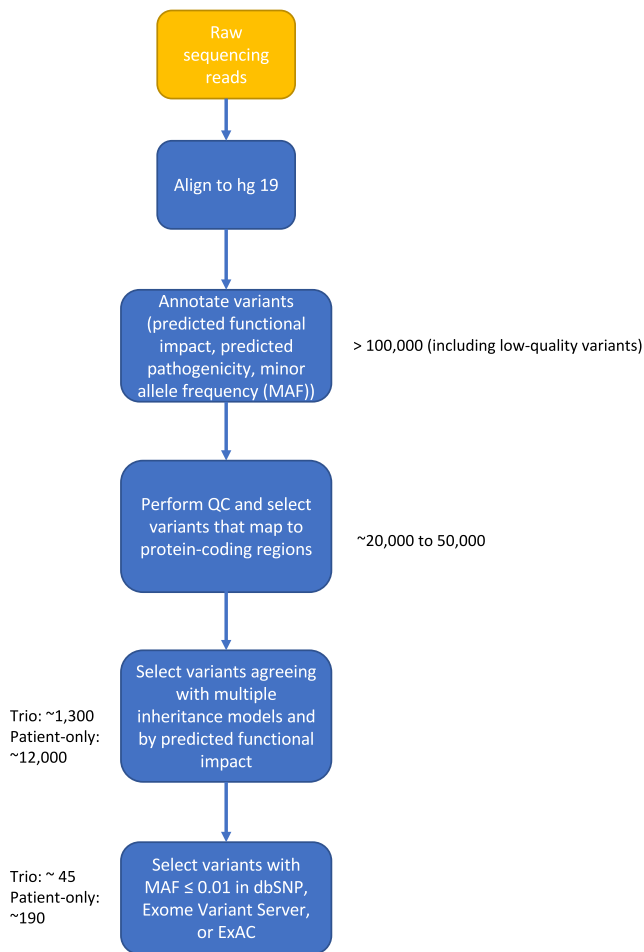 Raw
sequencing
reads
Align to hg 19
Annotate variants
(predicted functional
impact, predicted
pathogenicity, minor
allele frequency (MAF))
> 100,000 (including low-quality variants)
Perform QC and select
variants that map to
protein-coding regions
~20,000 to 50,000
Select variants agreeing
with multiple
inheritance models and
by predicted functional
impact
Trio: ~1,300
Patient-only:
~12,000
Select variants with
MAF ≤ 0.01 in dbSNP,
Exome Variant Server,
or ExAC
Trio: ~ 45
Patient-only:
~190